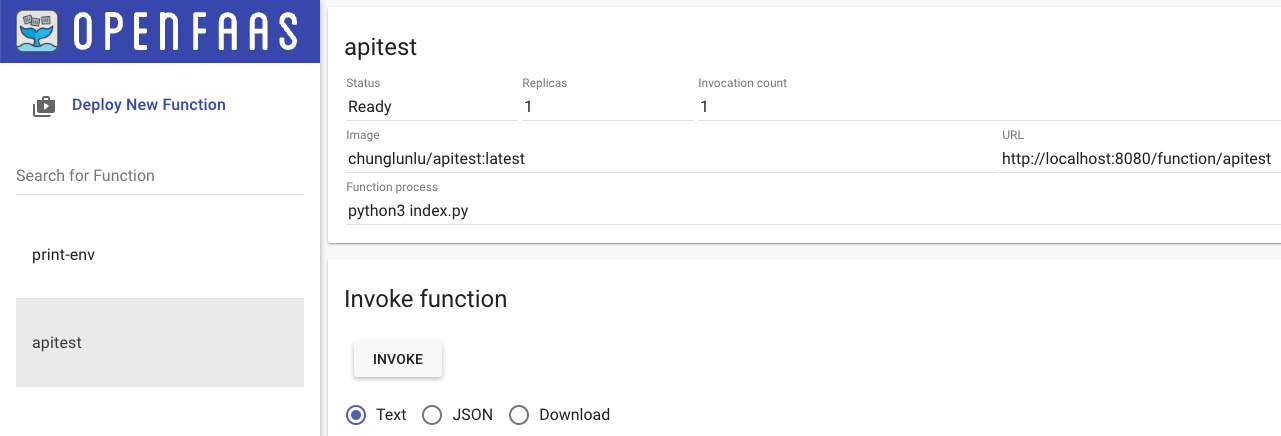 OPENFAAS
Deploy New Function
Search for Function
print-env
apitest
apitest
Status Replicas Invocation count
Ready 1 1
Image URL
chunglunlu/apitest:latest http://localhost:8080/function/apitest
Function process
python3 index.py
Invoke function
INVOKE
Text JSON Download